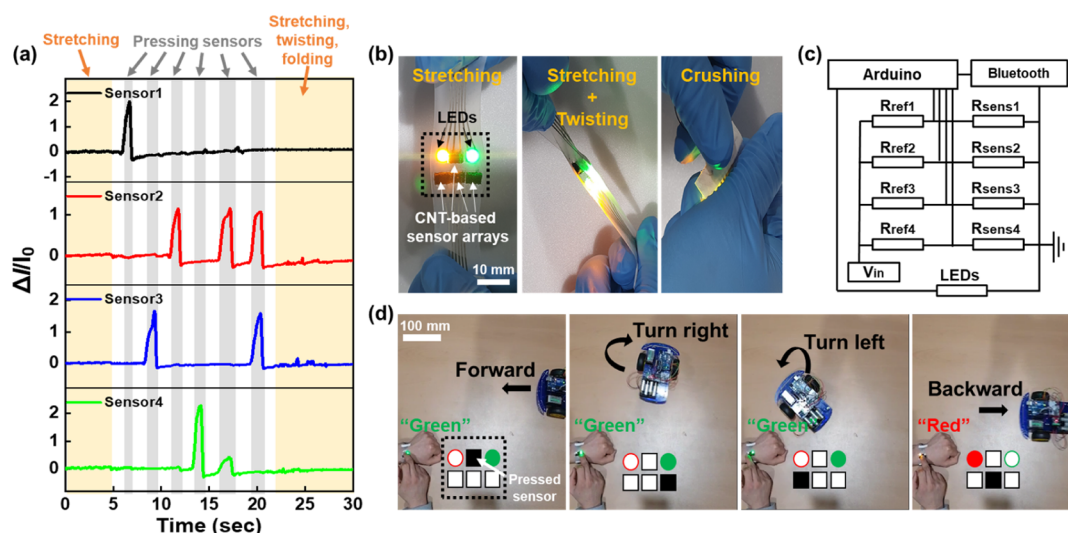 (a)
Stretching
Pressing sensors
Stretching,
twisting,
folding
Sensor1
2
1
0
-1
Sensor2
1
0
Sensor3
2
1
0
Sensor4
2
1
0
ΔI/I0
0 5 10 15 20 25 30
Time (sec)
(b)
Stretching
LEDs
CNT-based
sensor arrays
10 mm
Stretching
+
Twisting
Crushing
(c)
Arduino
Bluetooth
Rref1
Rsens1
Rref2
Rsens2
Rref3
Rsens3
Rref4
Rsens4
Vin
LEDs
(d)
100 mm
Forward
“Green”
Pressed
sensor
Turn right
“Green”
Turn left
“Green”
Backward
“Red”